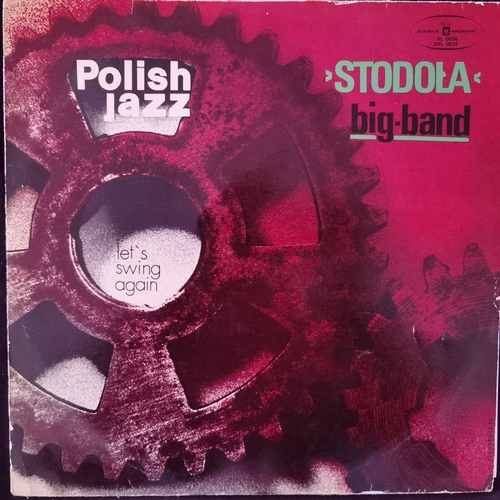 Polish
jazz
›STODOŁA‹
big-band
let`s
swing
again